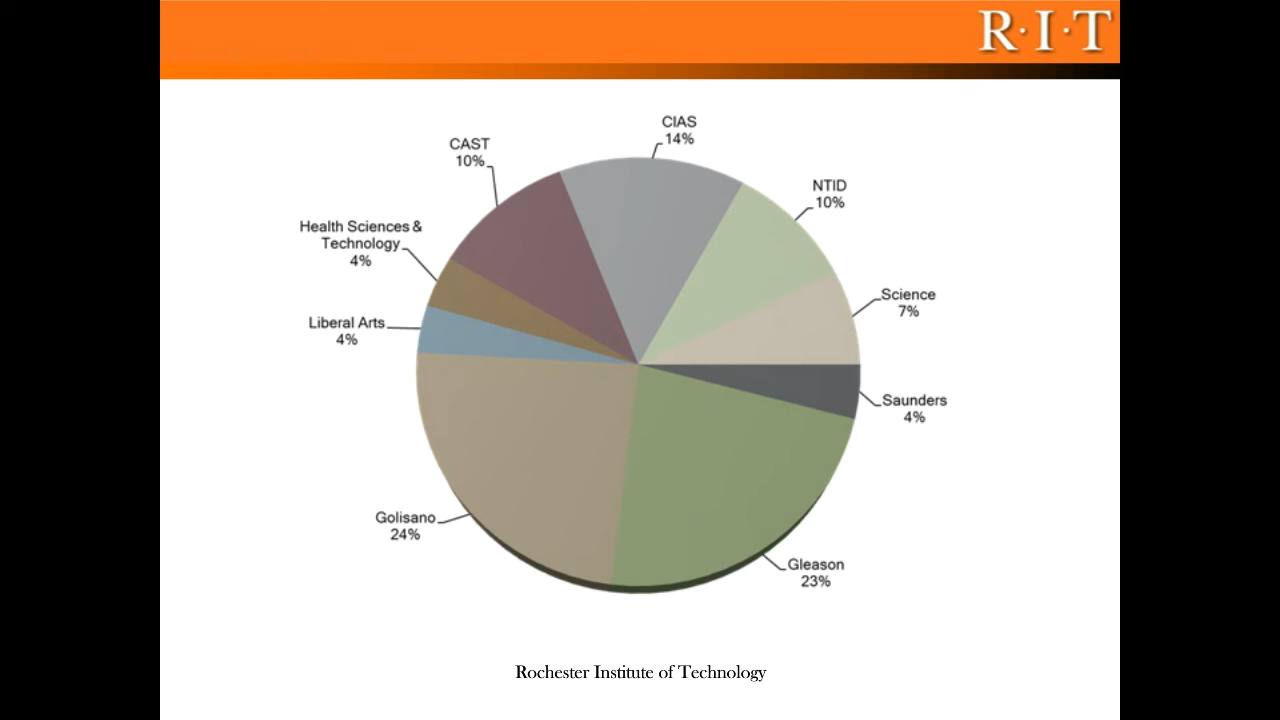 R·I·T
CIAS
14%
CAST
10%
NTID
10%
Health Sciences &
Technology
4%
Science
7%
Liberal Arts
4%
Saunders
4%
Golisano
24%
Gleason
23%
Rochester Institute of Technology